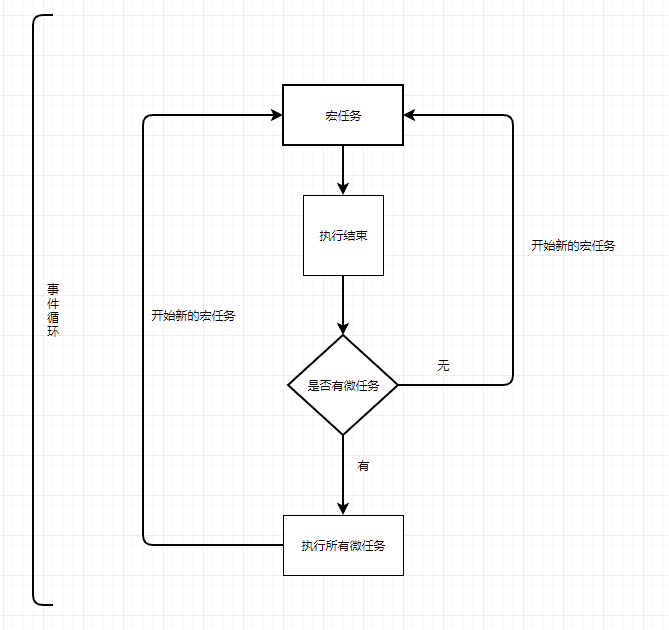 宏任务
执行结束
开始新的宏任务
事
件
循
环
开始新的宏任务
无
是否有微任务
有
执行所有微任务